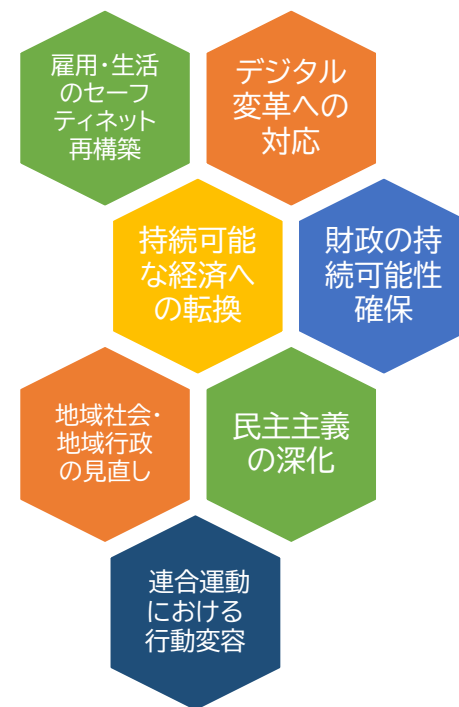 雇用・生活
のセーフ
ティネット
再構築
デジタル
変革への
対応
持続可能
な経済へ
の転換
財政の持
続可能性
確保
地域社会・
地域行政
の見直し
民主主義
の深化
連合運動
における
行動変容